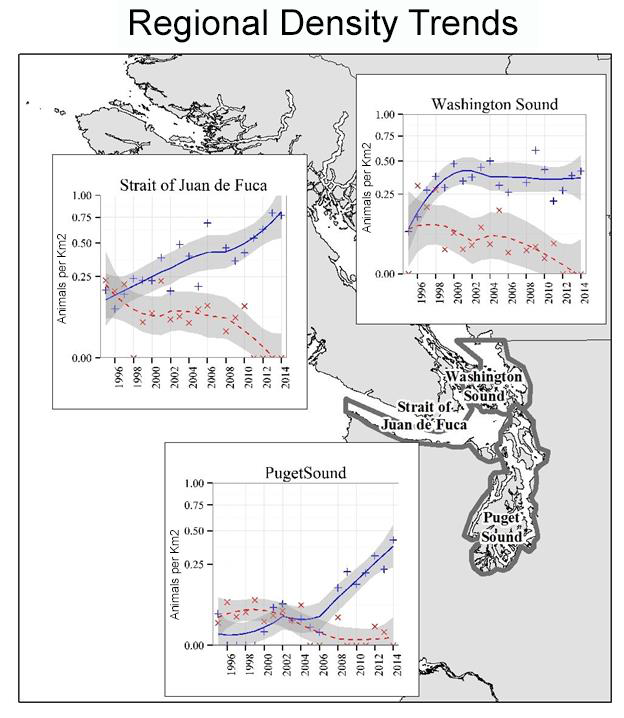 Regional Density Trends
Washington Sound
Animals per Km2
1.00
0.75
0.50
0.25
0.00
1996 1998 2000 2002 2004 2006 2008 2010 2012 2014
Strait of Juan de Fuca
Animals per Km2
1.00
0.75
0.50
0.25
0.00
1996 1998 2000 2002 2004 2006 2008 2010 2012 2014
Washington
Sound
Strait of
Juan de Fuca
Puget
Sound
PugetSound
Animals per Km2
1.00
0.75
0.50
0.25
0.00
1996 1998 2000 2002 2004 2006 2008 2010 2012 2014